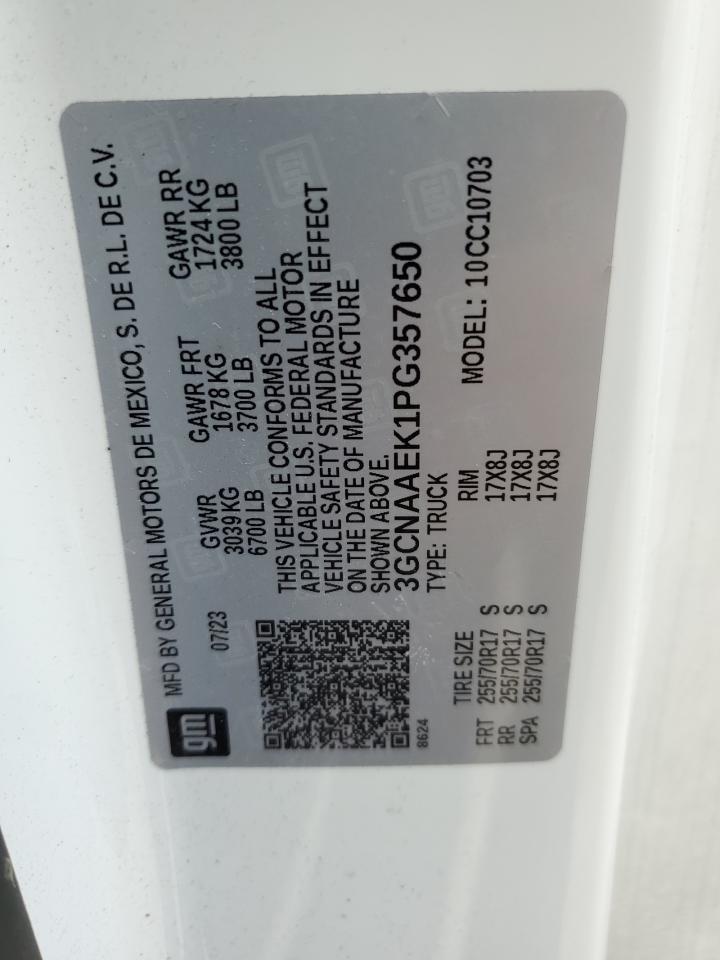 gm
MFD BY GENERAL MOTORS DE MEXICO, S. DE R.L. DE C.V.
07/23
GVWR GAWR FRT GAWR RR
3039 KG 1678 KG 1724 KG
6700 LB 3700 LB 3800 LB
THIS VEHICLE CONFORMS TO ALL
APPLICABLE U.S. FEDERAL MOTOR
VEHICLE SAFETY STANDARDS IN EFFECT
ON THE DATE OF MANUFACTURE
SHOWN ABOVE.
3GCNAAEK1PG357650
8624
TYPE: TRUCK
MODEL: 10CC10703
TIRE SIZE RIM
FRT 255/70R17 S 17X8J
RR 255/70R17 S 17X8J
SPA 255/70R17 S 17X8J